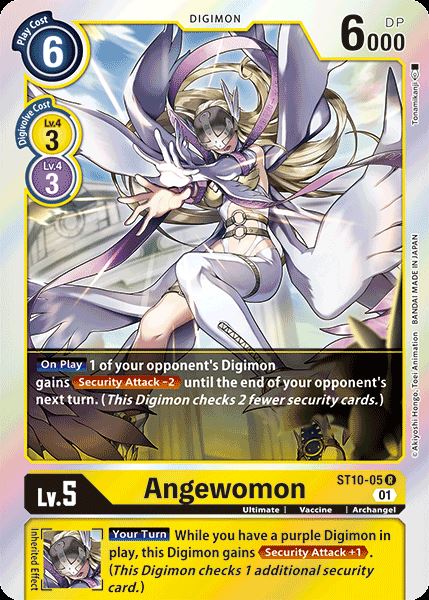 Play Cost
6
DIGIMON
DP
6000
Digivolve Cost
Lv.4
3
Lv.4
3
Tonamikanji
©Akiyoshi Hongo, Toei Animation BANDAI MADE IN JAPAN
On Play 1 of your opponent's Digimon
gains Security Attack -2 until the end of your opponent's
next turn. (This Digimon checks 2 fewer security cards.)
Lv.5
Angewomon
ST10-05 R
01
Ultimate | Vaccine | Archangel
Inherited Effect
Your Turn While you have a purple Digimon in
play, this Digimon gains Security Attack +1.
(This Digimon checks 1 additional security
card.)